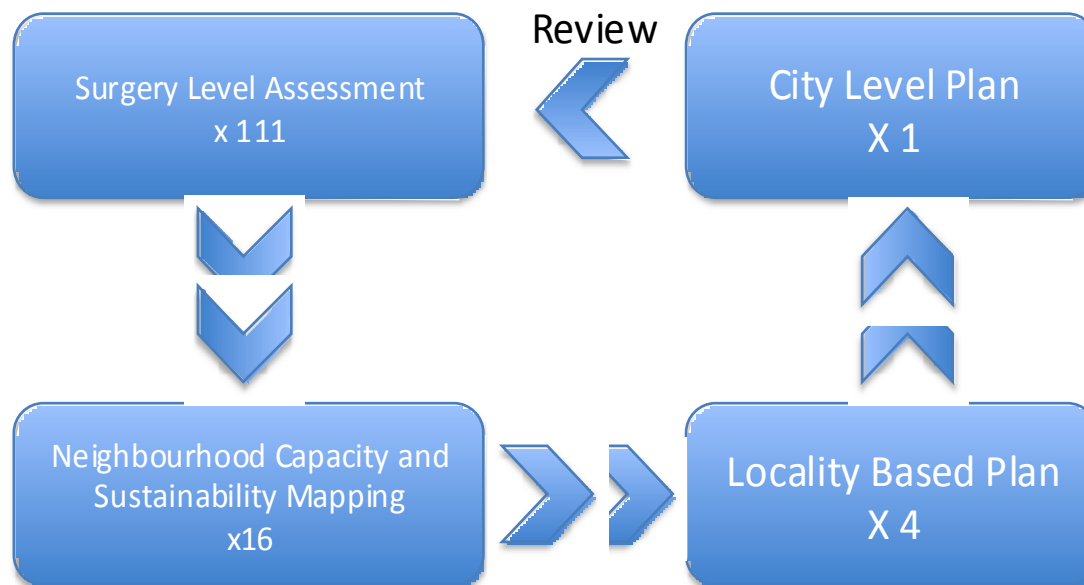 Review
Surgery Level Assessment
x 111
City Level Plan
X 1
Neighbourhood Capacity and
Sustainability Mapping
x16
Locality Based Plan
X 4